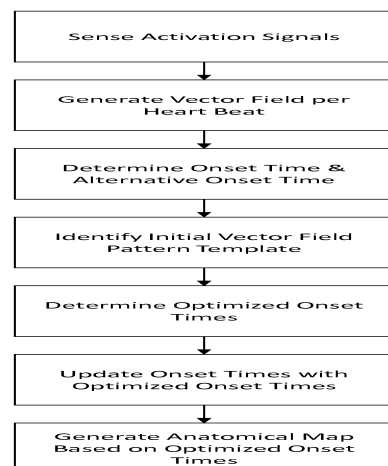 Sense Activation Signals
Generate Vector Field per
Heart Beat
Determine Onset Time &
Alternative Onset Time
Identify Initial Vector Field
Pattern Template
Determine Optimized Onset
Times
Update Onset Times with
Optimized Onset Times
Generate Anatomical Map
Based on Optimized Onset
Times